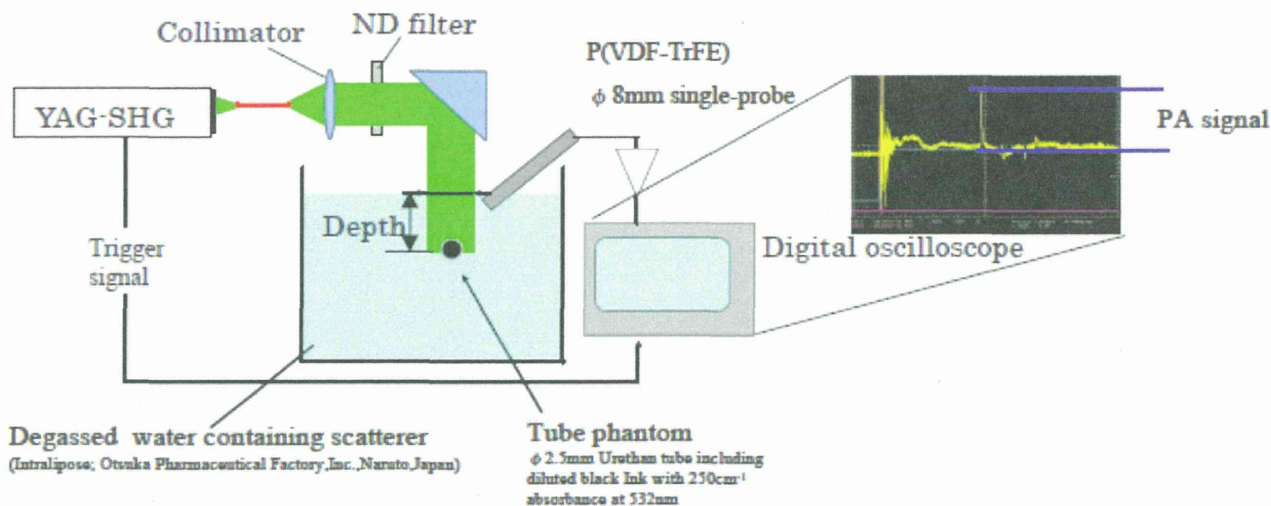 Collimator
ND filter
YAG-SHG
P(VDF-TrFE)
ϕ 8mm single-probe
PA signal
Depth
Trigger
signal
Digital oscilloscope
Degassed water containing scatterer
(Intralipose; Otsuka Pharmaceutical Factory,Inc.,Naruto,Japan)
Tube phantom
ϕ 2.5mm Urethan tube including
diluted black Ink with 250cm⁻¹
absorbance at 532nm